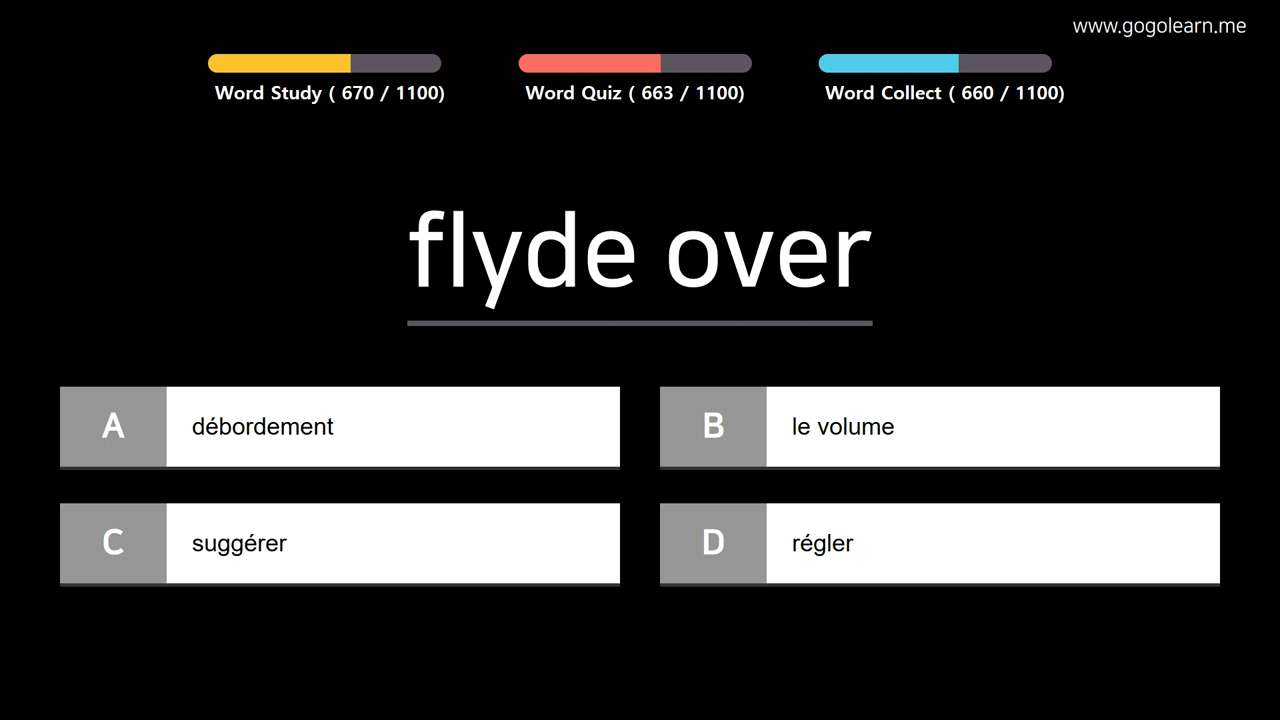 www.gogolearn.me
Word Study ( 670 / 1100)
Word Quiz ( 663 / 1100)
Word Collect ( 660 / 1100)
flyde over
A débordement
B le volume
C suggérer
D régler